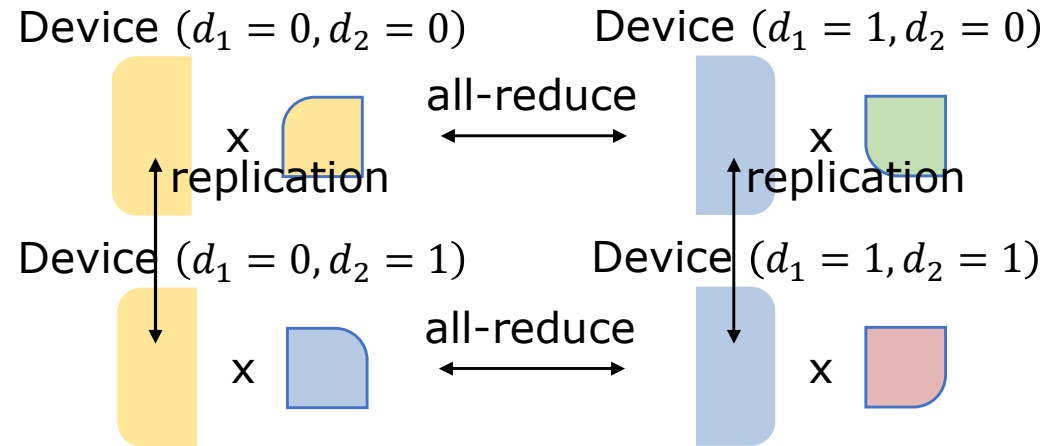 Device (d₁ = 0, d₂ = 0)
Device (d₁ = 1, d₂ = 0)
all-reduce
x
x
replication
replication
Device (d₁ = 0, d₂ = 1)
Device (d₁ = 1, d₂ = 1)
all-reduce
x
x